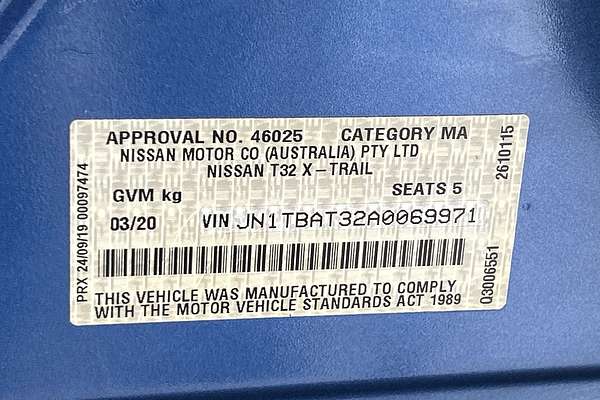 APPROVAL NO. 46025 CATEGORY MA
NISSAN MOTOR CO (AUSTRALIA) PTY LTD
NISSAN T32 X-TRAIL
GVM kg SEATS 5
03/20 VIN JN1TBAT32A0069971
THIS VEHICLE WAS MANUFACTURED TO COMPLY
WITH THE MOTOR VEHICLE STANDARDS ACT 1989
PRX 24/09/19 00097474
2610115
03006551